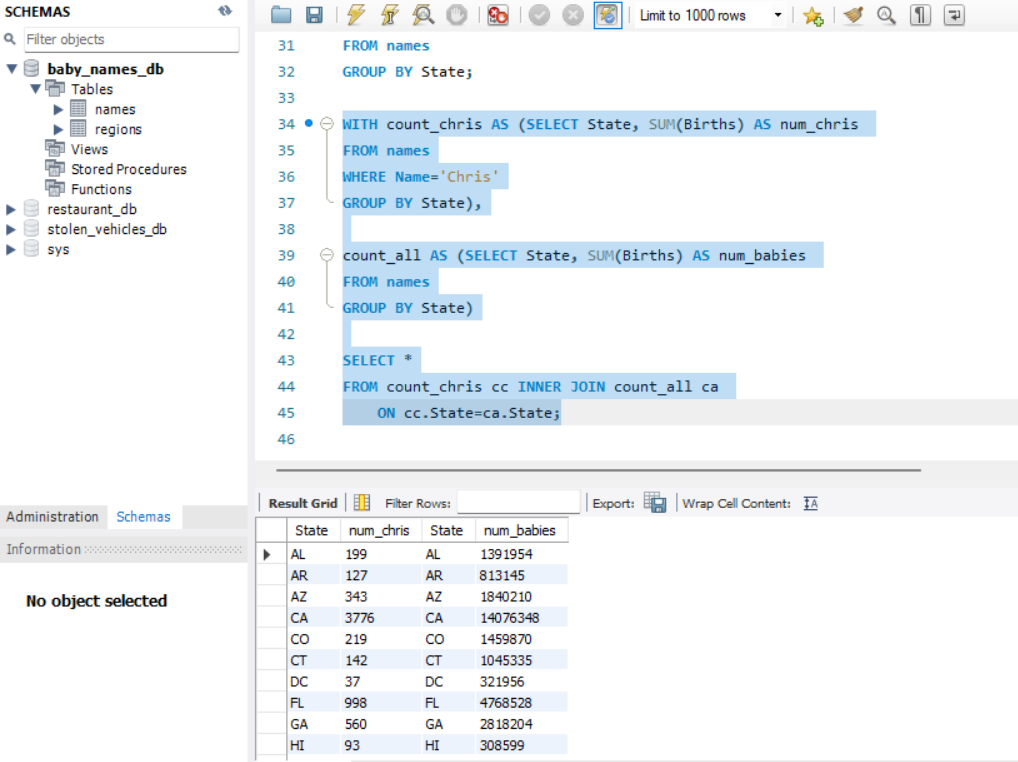 SCHEMAS
Filter objects
baby_names_db
Tables
names
regions
Views
Stored Procedures
Functions
restaurant_db
stolen_vehicles_db
sys
Administration Schemas
Information
No object selected
Limit to 1000 rows
31 FROM names
32 GROUP BY State;
33
34 WITH count_chris AS (SELECT State, SUM(Births) AS num_chris
35 FROM names
36 WHERE Name='Chris'
37 GROUP BY State),
38
39 count_all AS (SELECT State, SUM(Births) AS num_babies
40 FROM names
41 GROUP BY State)
42
43 SELECT *
44 FROM count_chris cc INNER JOIN count_all ca
45 ON cc.State=ca.State;
46
Result Grid Filter Rows: Export: Wrap Cell Content: IA
State num_chris State num_babies
AL 199 AL 1391954
AR 127 AR 813145
AZ 343 AZ 1840210
CA 3776 CA 14076348
CO 219 CO 1459870
CT 142 CT 1045335
DC 37 DC 321956
FL 998 FL 4768528
GA 560 GA 2818204
HI 93 HI 308599